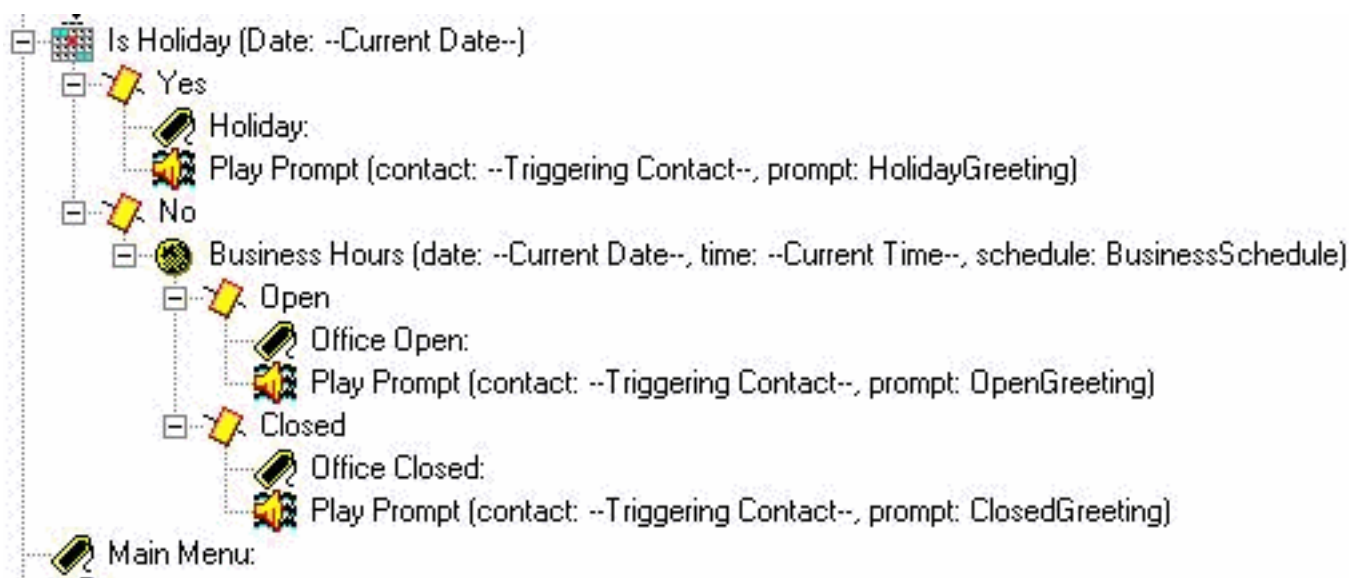 Is Holiday (Date: --Current Date--)
Yes
Holiday:
Play Prompt (contact: --Triggering Contact--, prompt: HolidayGreeting)
No
Business Hours (date: --Current Date--, time: --Current Time--, schedule: BusinessSchedule)
Open
Office Open:
Play Prompt (contact: --Triggering Contact--, prompt: OpenGreeting)
Closed
Office Closed:
Play Prompt (contact: --Triggering Contact--, prompt: ClosedGreeting)
Main Menu: